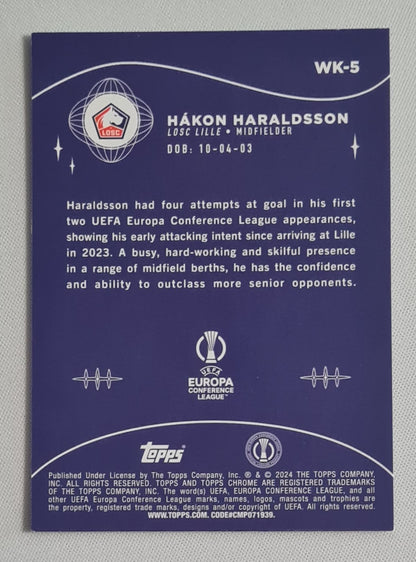 WK-5
LOSC
HÁKON HARALDSSON
LOSC LILLE • MIDFIELDER
DOB: 10-04-03
Haraldsson had four attempts at goal in his first
two UEFA Europa Conference League appearances,
showing his early attacking intent since arriving at Lille
in 2023. A busy, hard-working and skilful presence
in a range of midfield berths, he has the confidence
and ability to outclass more senior opponents.
UEFA
EUROPA
CONFERENCE
LEAGUE™
Topps
Published Under License by The Topps Company, Inc. ® & © 2024 THE TOPPS COMPANY,
INC. ALL RIGHTS RESERVED. TOPPS AND TOPPS CHROME ARE REGISTERED TRADEMARKS
OF THE TOPPS COMPANY, INC. The word(s) UEFA, EUROPA CONFERENCE LEAGUE, and all
other UEFA Europa Conference League marks, names, logos, mascots and trophies are
the property, registered trade marks, designs and/or copyright of UEFA. All Rights Reserved.
WWW.TOPPS.COM. CODE#CMP071939.